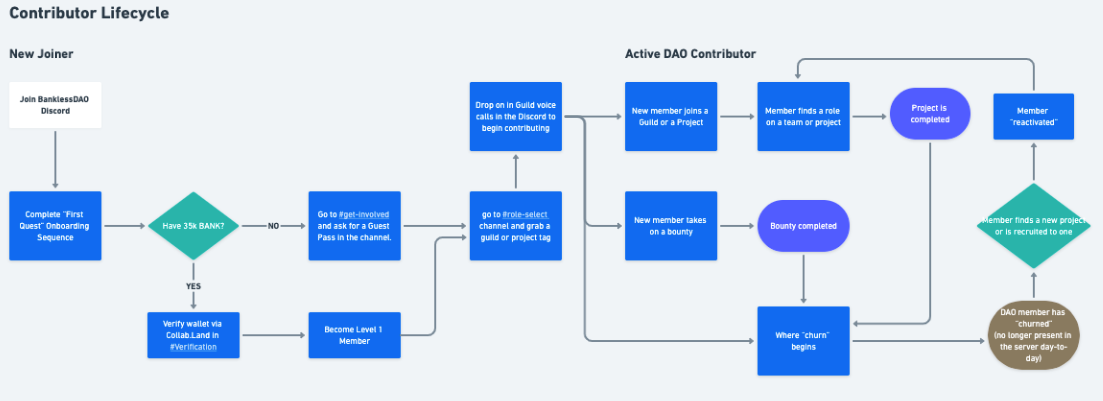 Contributor Lifecycle
New Joiner
Active DAO Contributor
Join BanklessDAO
Discord
Drop on in Guild voice
calls in the Discord to
begin contributing
New member joins a
Guild or a Project
Member finds a role
on a team or project
Project is
completed
Member
"reactivated"
Complete "First
Quest" Onboarding
Sequence
Have 35k BANK?
NO
Go to #get-involved
and ask for a Guest
Pass in the channel.
go to #role-select
channel and grab a
guild or project tag
New member takes
on a bounty
Bounty completed
Member finds a new project
or is recruited to one
YES
Verify wallet via
Collab.Land in
#Verification
Become Level 1
Member
Where "churn"
begins
DAO member has
"churned"
(no longer present in
the server day-to-
day)